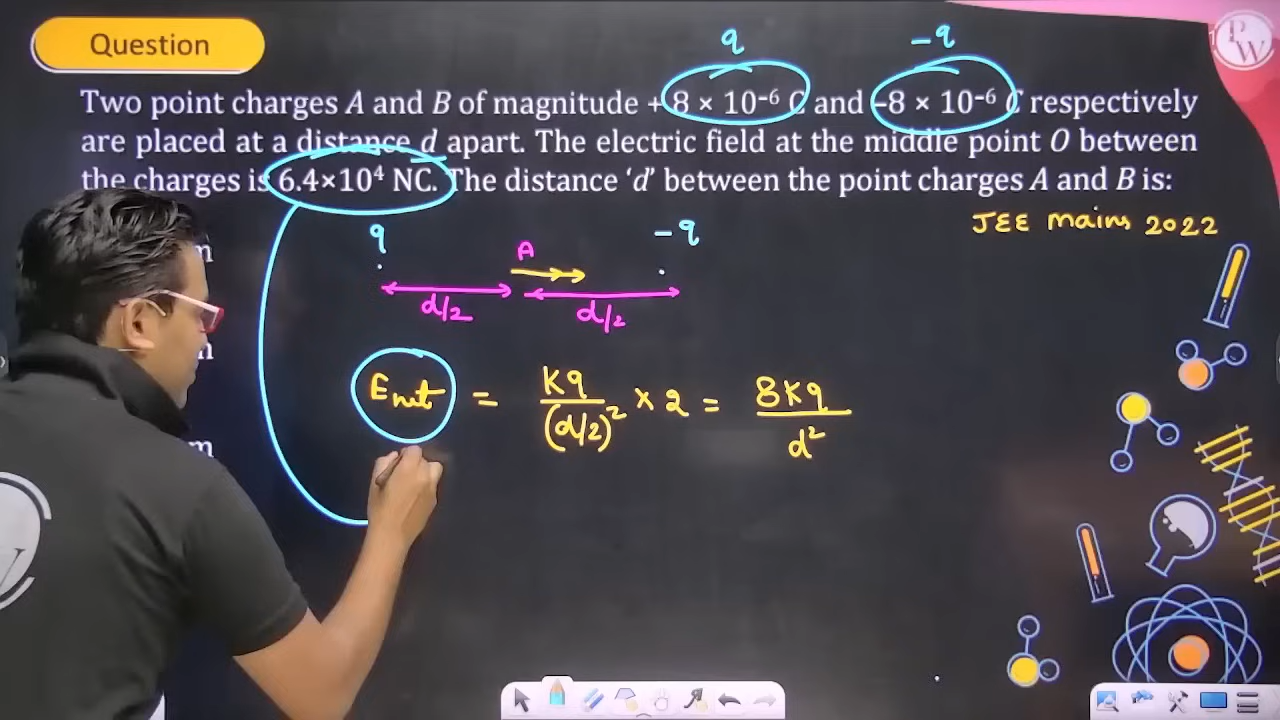 Question
q
-q
Two point charges A and B of magnitude + 8 × 10⁻⁶ C and -8 × 10⁻⁶ C respectively
are placed at a distance d apart. The electric field at the middle point O between
the charges is 6.4×10⁴ NC. The distance 'd' between the point charges A and B is:
JEE mains 2022
q
A
-q
d/2
d/2
m
m
m
Enet = Kq/(d/2)² × 2 = 8Kq/d²
PW
W